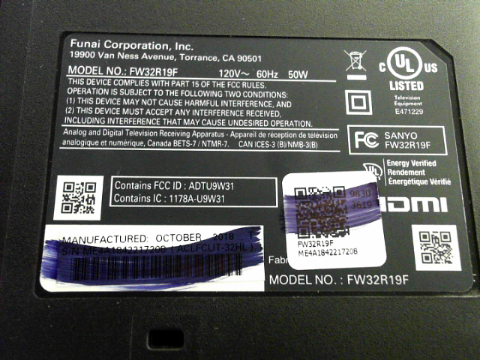 Funai Corporation, Inc.
19900 Van Ness Avenue, Torrance, CA 90501
MODEL NO.: FW32R19F 120V~ 60Hz 50W
THIS DEVICE COMPLIES WITH PART 15 OF THE FCC RULES.
OPERATION IS SUBJECT TO THE FOLLOWING TWO CONDITIONS:
(1) THIS DEVICE MAY NOT CAUSE HARMFUL INTERFERENCE, AND
(2) THIS DEVICE MUST ACCEPT ANY INTERFERENCE RECEIVED,
INCLUDING INTERFERENCE THAT MAY CAUSE UNDESIRED OPERATION.
Analog and Digital Television Receiving Apparatus - Appareil de réception de télévision
analogique et numérique, Canada BETS-7 / NTMR-7. CAN ICES-3 (B)/NMB-3(B)
C UL US
LISTED
Television
Equipment
E471229
FC SANYO
FW32R19F
UL Energy Verified
Rendement
Énergétique Vérifié
Contains FCC ID : ADTU9W31
Contains IC : 1178A-U9W31
HDMI
MANUFACTURED: OCTOBER 2018
S/N ME4A1842217208
FW32R19F
ME4A1842217208
MODEL NO. : FW32R19F